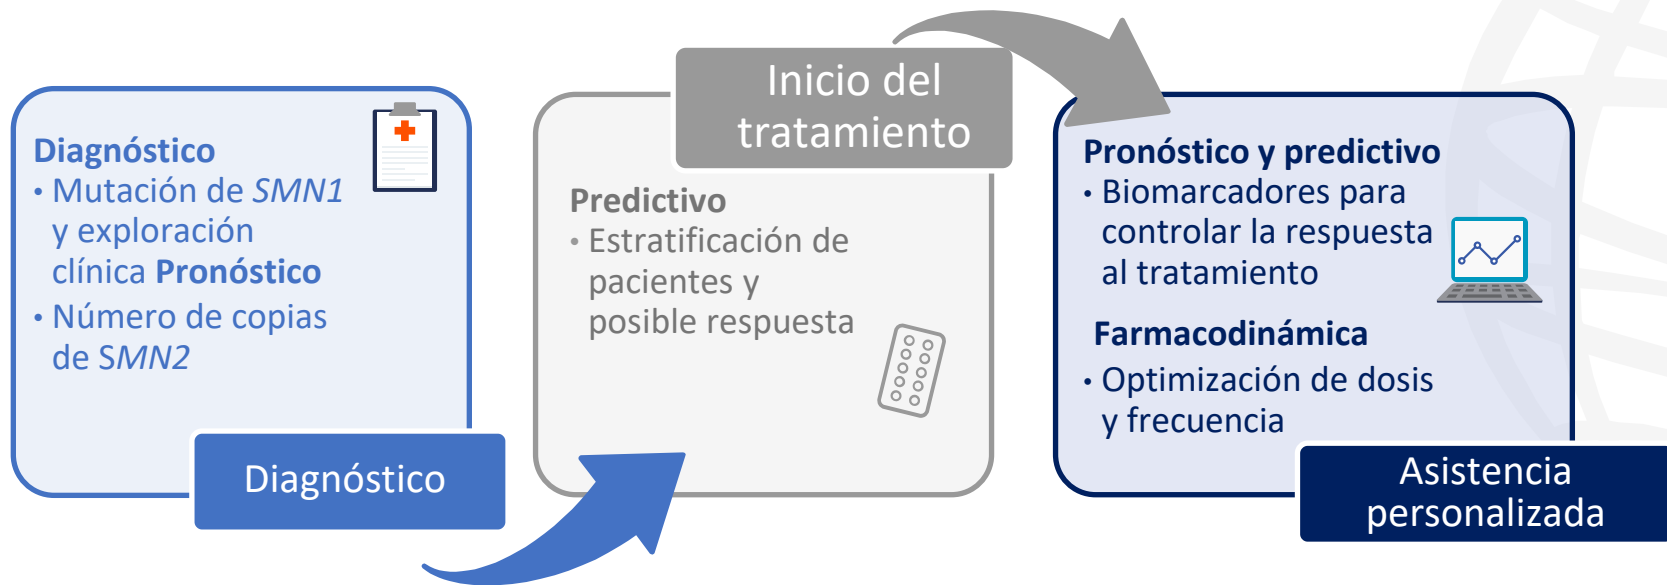 Diagnóstico
• Mutación de SMN1
y exploración
clínica Pronóstico
• Número de copias
de SMN2
Diagnóstico
Inicio del
tratamiento
Predictivo
• Estratificación de
pacientes y
posible respuesta
Pronóstico y predictivo
• Biomarcadores para
controlar la respuesta
al tratamiento
Farmacodinámica
• Optimización de dosis
y frecuencia
Asistencia
personalizada